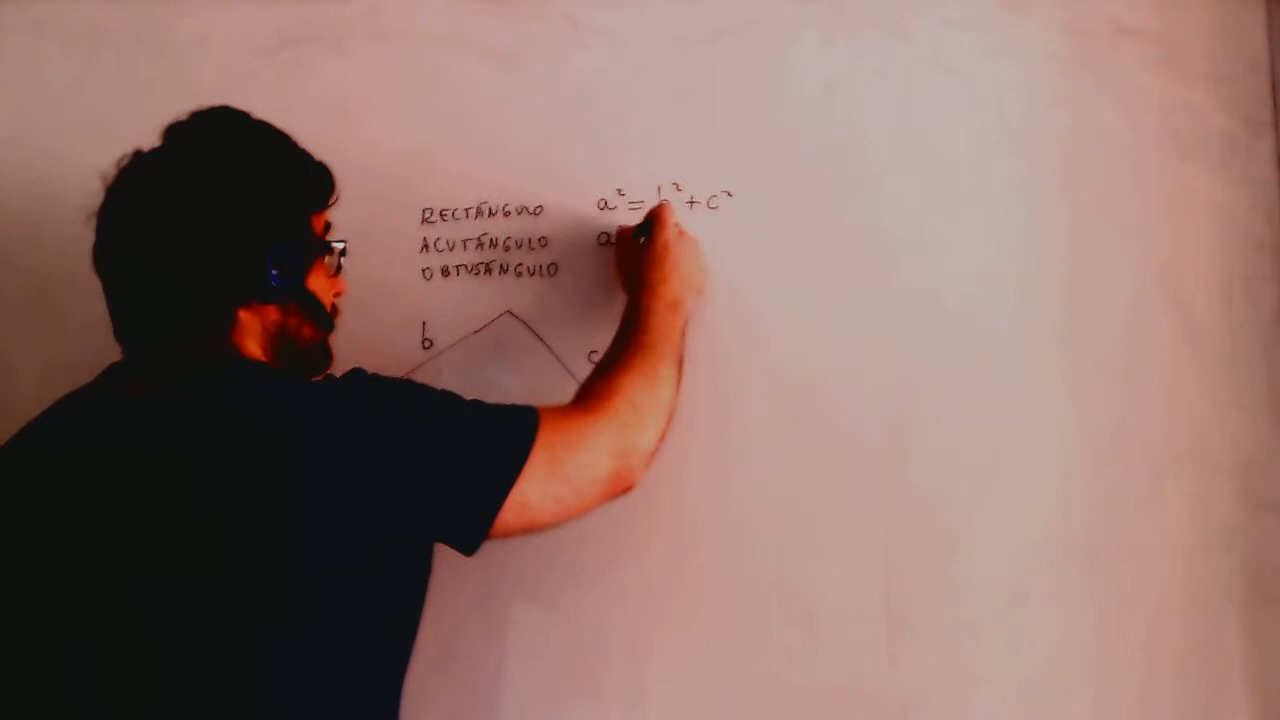 RECTÁNGULO a² = b² + c²
ACUTÁNGULO a
OBTUSÁNGULO
b
c